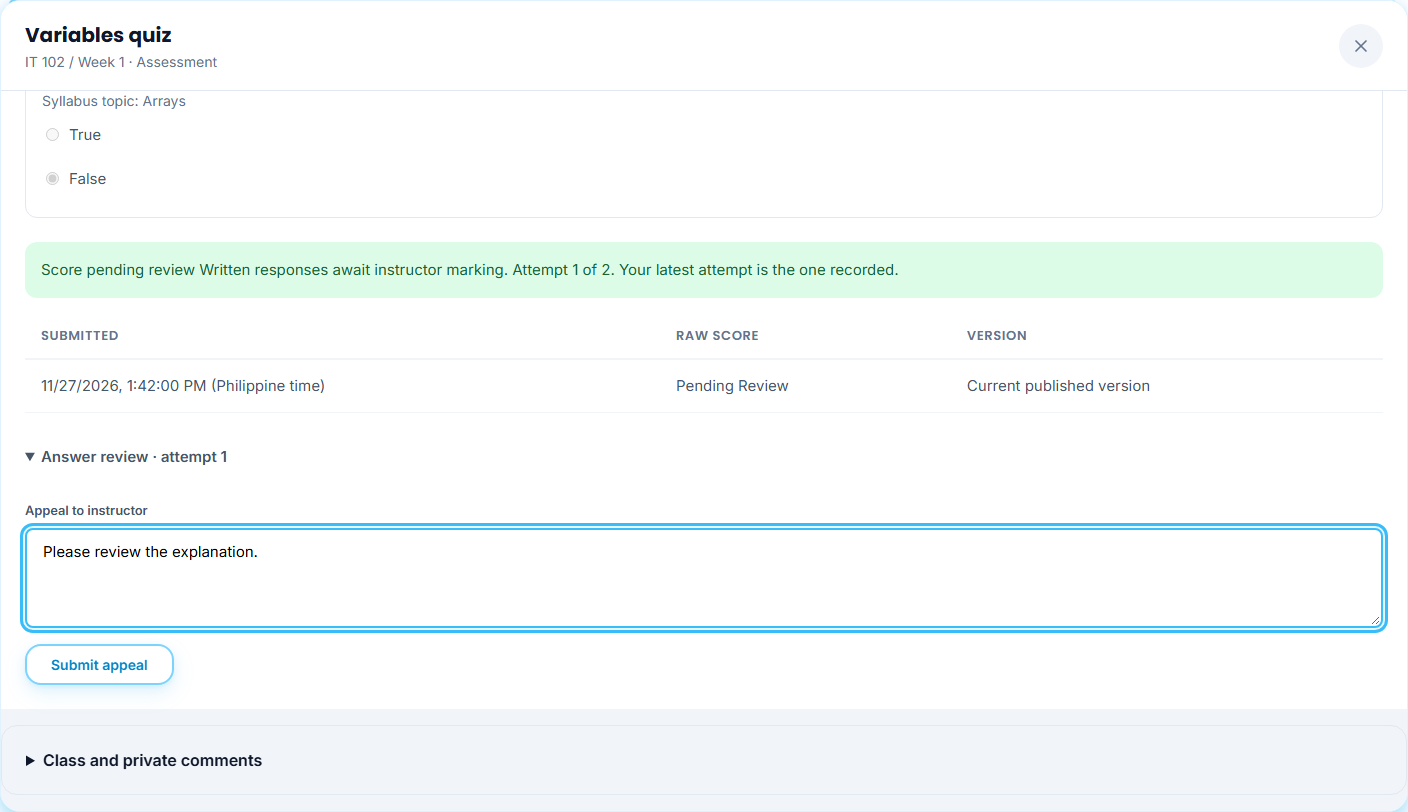 Variables quiz
IT 102 / Week 1 · Assessment
Syllabus topic: Arrays
True
False
Score pending review Written responses await instructor marking. Attempt 1 of 2. Your latest attempt is the one recorded.
SUBMITTED RAW SCORE VERSION
11/27/2026, 1:42:00 PM (Philippine time) Pending Review Current published version
Answer review · attempt 1
Appeal to instructor
Please review the explanation.
Submit appeal
Class and private comments